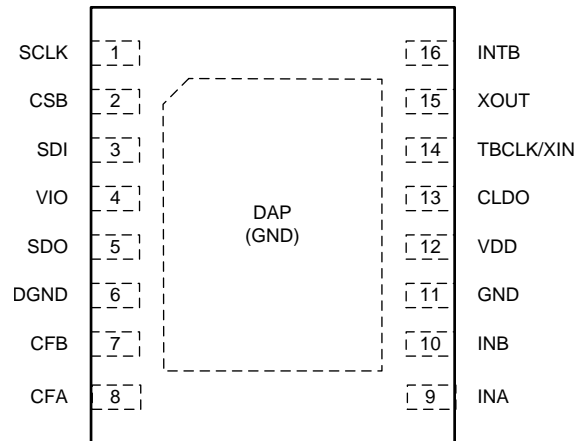 SCLK 1 16 INTB
CSB 2 15 XOUT
SDI 3 14 TBCLK/XIN
VIO 4 13 CLDO
DAP
(GND)
SDO 5 12 VDD
DGND 6 11 GND
CFB 7 10 INB
CFA 8 9 INA